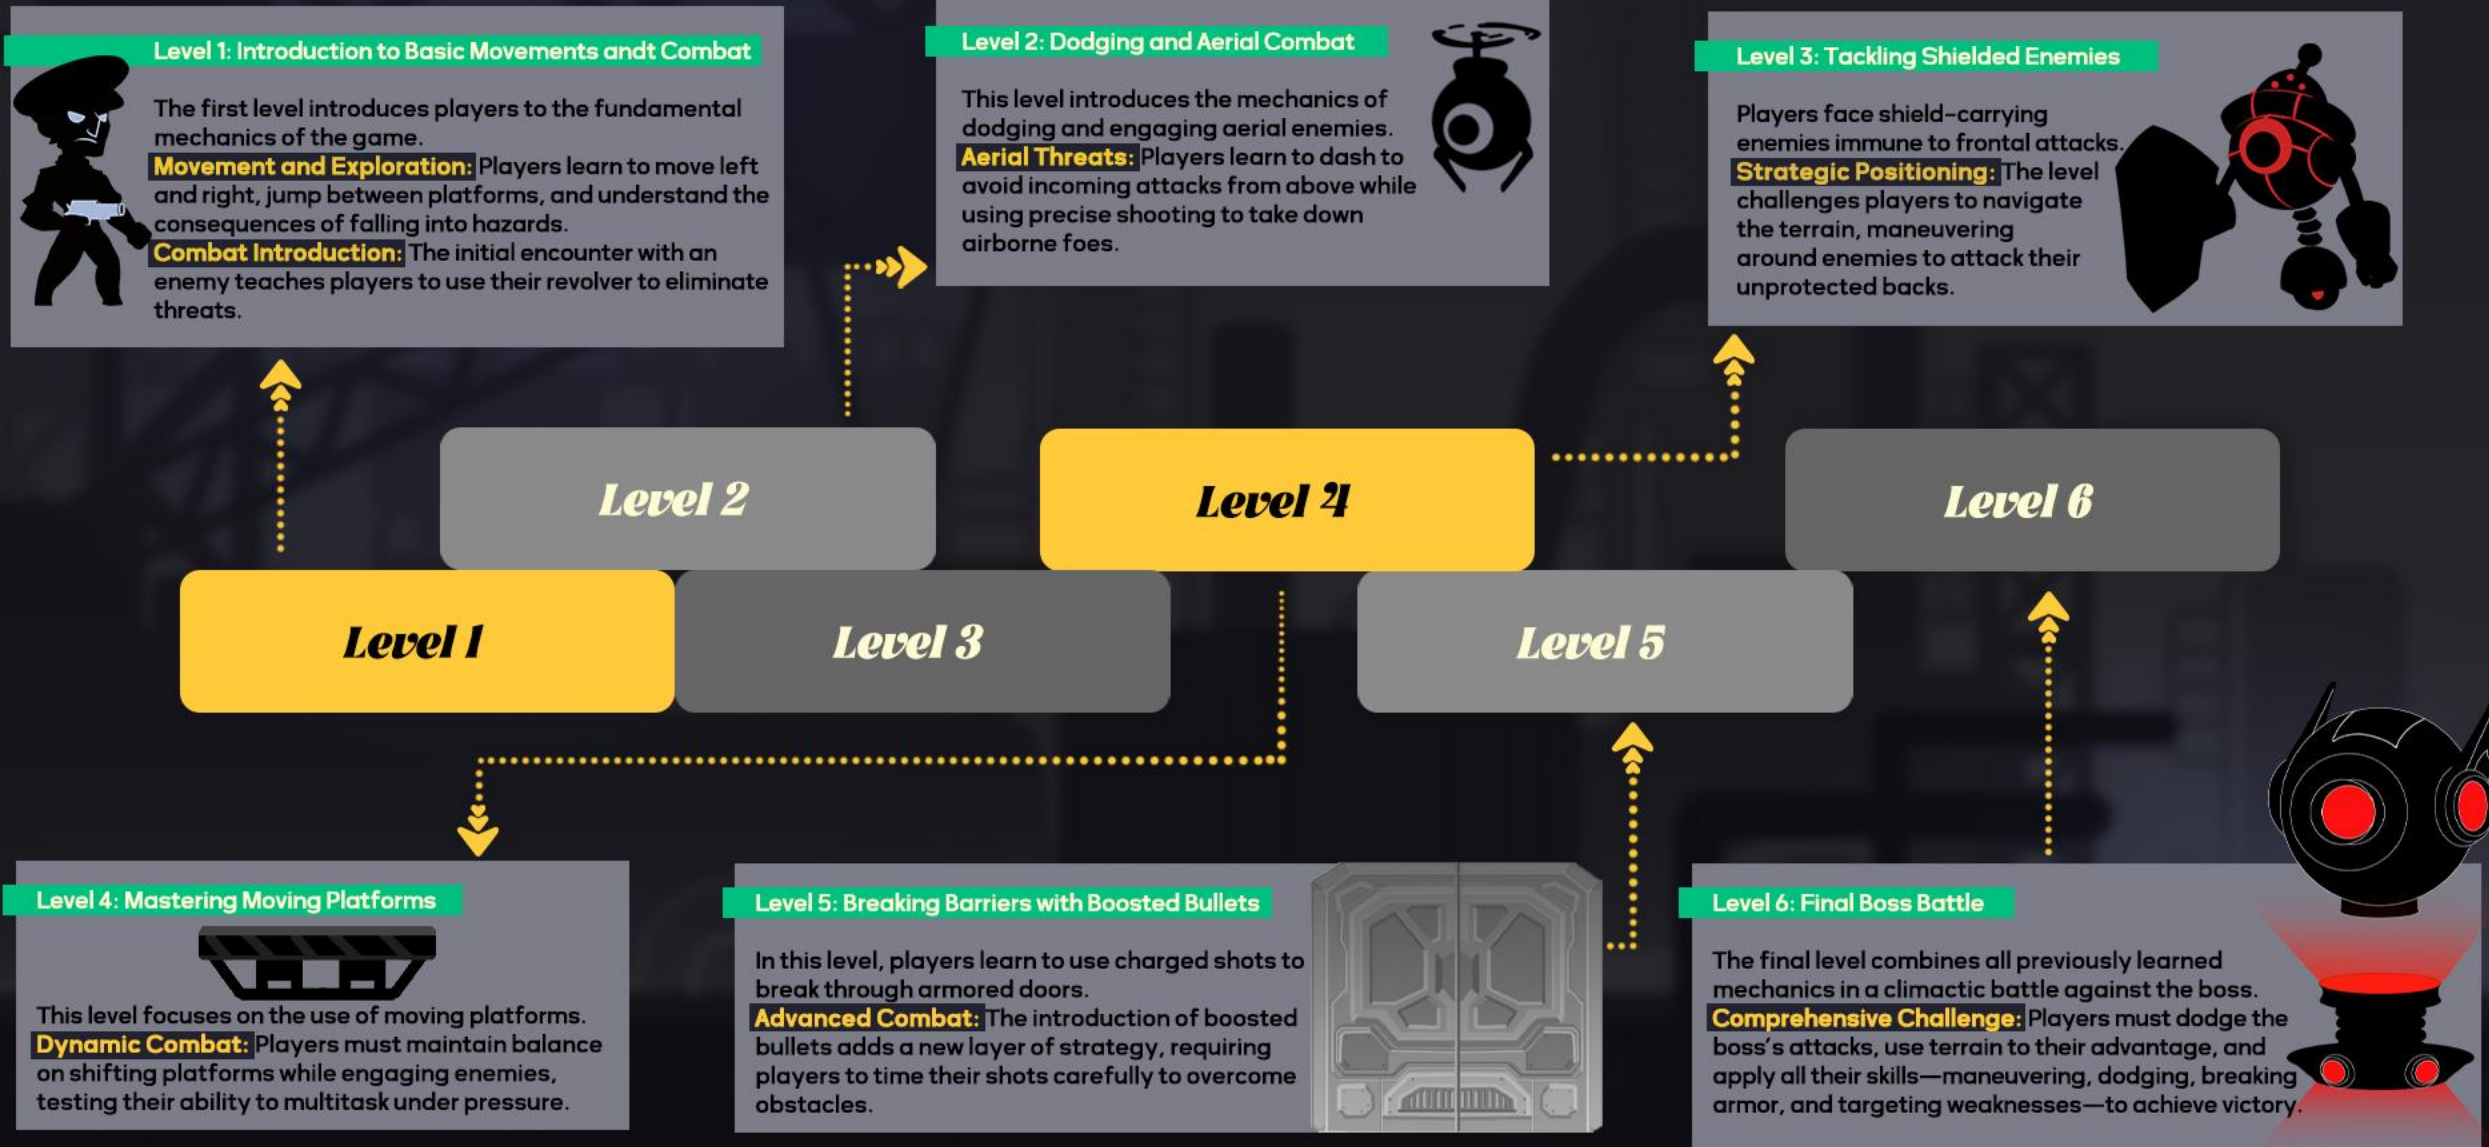 Level 1: Introduction to Basic Movements andt Combat
The first level introduces players to the fundamental
mechanics of the game.
Movement and Exploration: Players learn to move left
and right, jump between platforms, and understand the
consequences of falling into hazards.
Combat Introduction: The initial encounter with an
enemy teaches players to use their revolver to eliminate
threats.
Level 2: Dodging and Aerial Combat
This level introduces the mechanics of
dodging and engaging aerial enemies.
Aerial Threats: Players learn to dash to
avoid incoming attacks from above while
using precise shooting to take down
airborne foes.
Level 3: Tackling Shielded Enemies
Players face shield-carrying
enemies immune to frontal attacks.
Strategic Positioning: The level
challenges players to navigate
the terrain, maneuvering
around enemies to attack their
unprotected backs.
Level 2
Level 4
Level 6
Level 1
Level 3
Level 5
Level 4: Mastering Moving Platforms
This level focuses on the use of moving platforms.
Dynamic Combat: Players must maintain balance
on shifting platforms while engaging enemies,
testing their ability to multitask under pressure.
Level 5: Breaking Barriers with Boosted Bullets
In this level, players learn to use charged shots to
break through armored doors.
Advanced Combat: The introduction of boosted
bullets adds a new layer of strategy, requiring
players to time their shots carefully to overcome
obstacles.
Level 6: Final Boss Battle
The final level combines all previously learned
mechanics in a climactic battle against the boss.
Comprehensive Challenge: Players must dodge the
boss's attacks, use terrain to their advantage, and
apply all their skills—maneuvering, dodging, breaking
armor, and targeting weaknesses—to achieve victory.